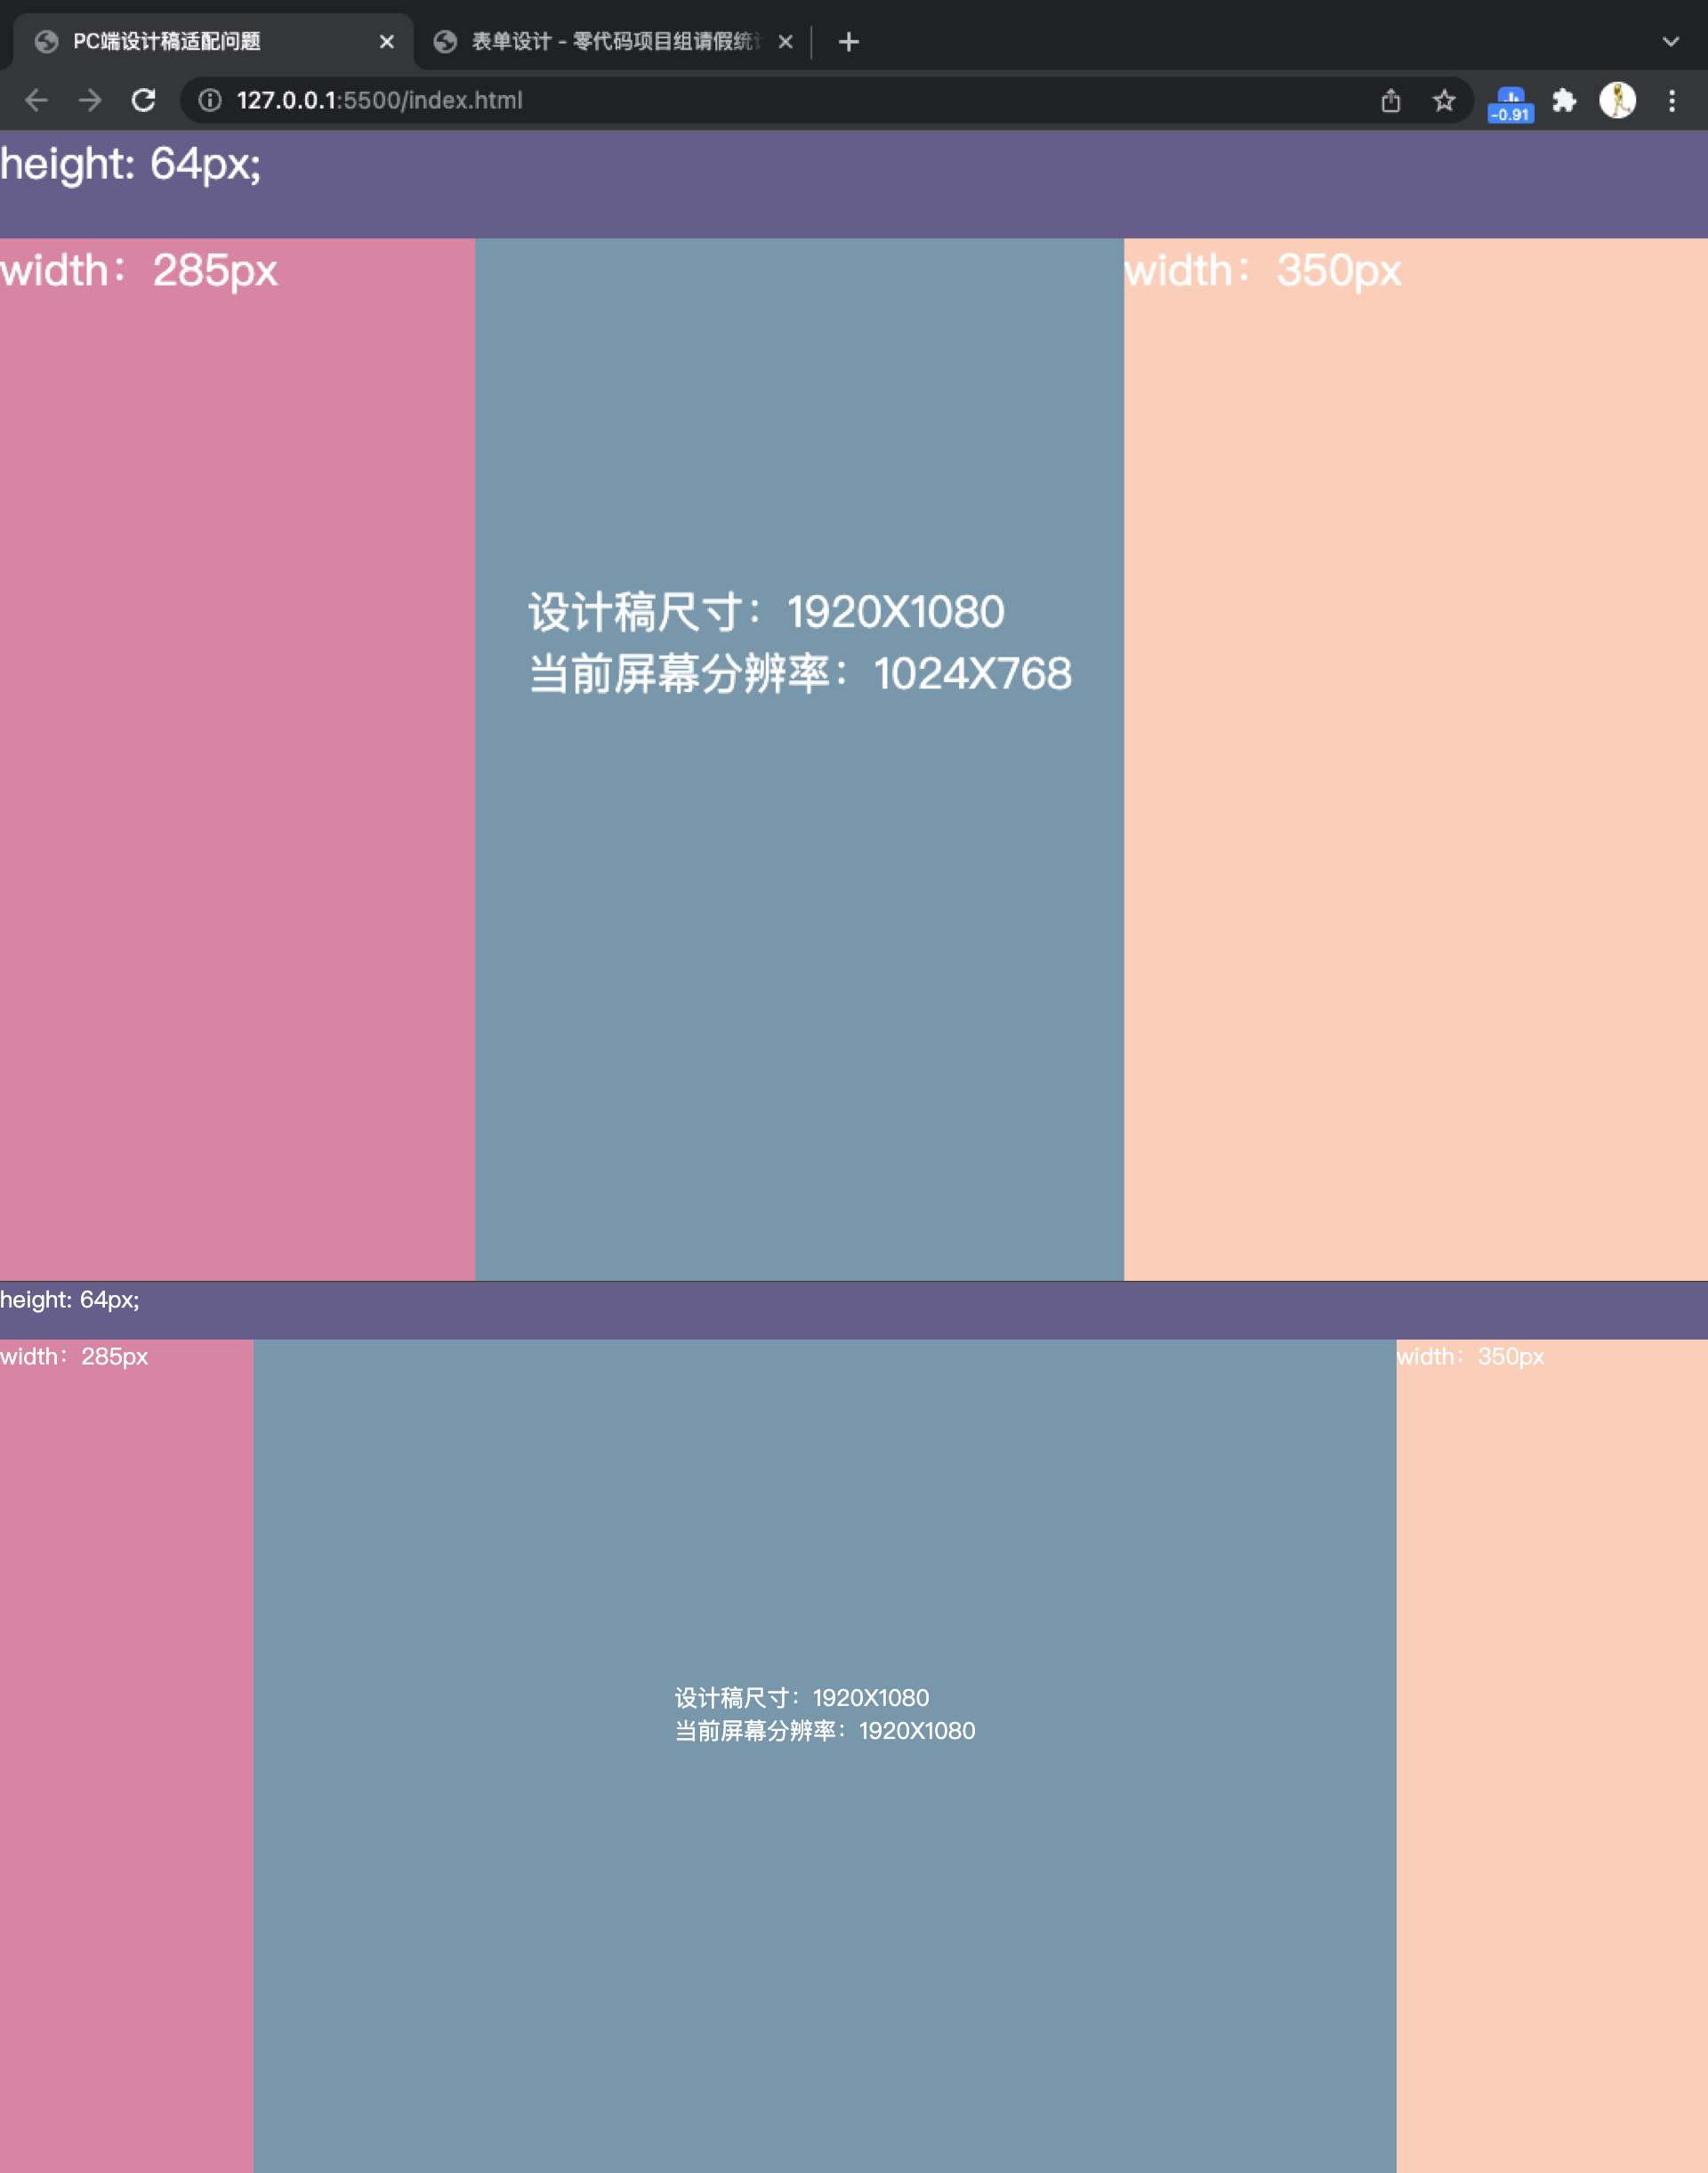 PC端设计稿适配问题
表单设计 - 零代码项目组请假统
127.0.0.1:5500/index.html
-0.91
height: 64px;
width：285px
width：350px
设计稿尺寸：1920X1080
当前屏幕分辨率：1024X768
height: 64px;
width：285px
width：350px
设计稿尺寸：1920X1080
当前屏幕分辨率：1920X1080